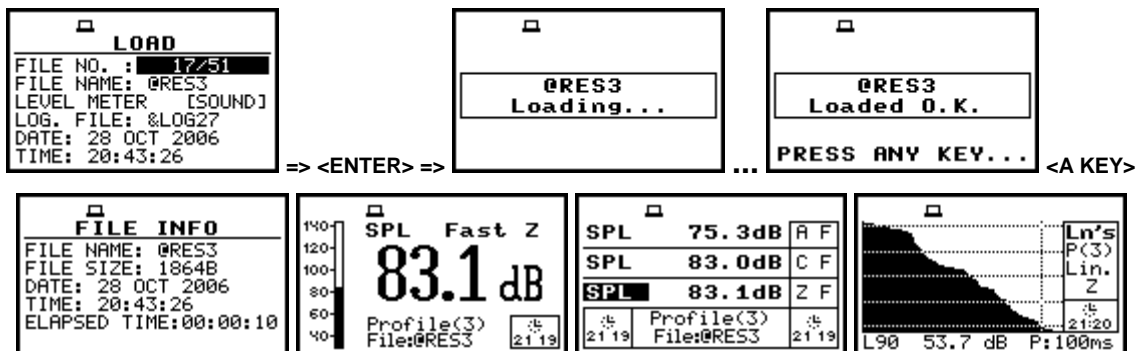 LOAD
FILE NO. : 17/51
FILE NAME: @RES3
LEVEL METER [SOUND]
LOG. FILE: &LOG27
DATE: 28 OCT 2006
TIME: 20:43:26
=> <ENTER> =>
@RES3
Loading...
...
@RES3
Loaded O.K.
PRESS ANY KEY...
<A KEY>
FILE INFO
FILE NAME: @RES3
FILE SIZE: 1864B
DATE: 28 OCT 2006
TIME: 20:43:26
ELAPSED TIME:00:00:10
140
120
100
80
60
40
SPL Fast Z
83.1 dB
Profile(3)
File:@RES3
21 19
SPL 75.3dB A F
SPL 83.0dB C F
SPL 83.1dB Z F
21 19
Profile(3)
File:@RES3
21 19
Ln's
P(3)
Lin.
Z
21:20
L90 53.7 dB P:100ms